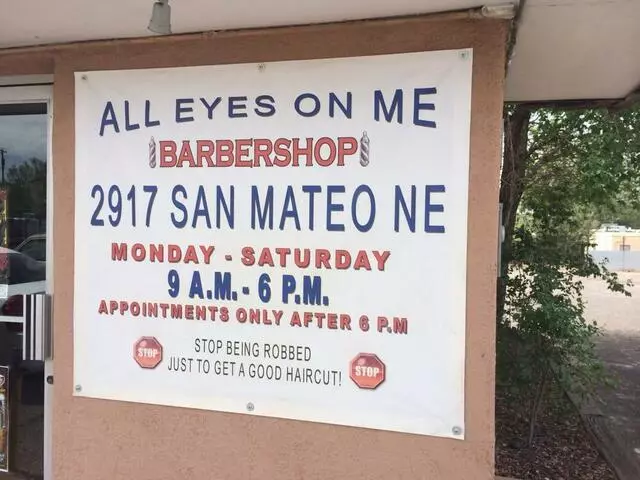 ALL EYES ON ME
BARBERSHOP
2917 SAN MATEO NE
MONDAY - SATURDAY
9 A.M. - 6 P.M.
APPOINTMENTS ONLY AFTER 6 P.M
STOP
STOP BEING ROBBED
JUST TO GET A GOOD HAIRCUT!
STOP